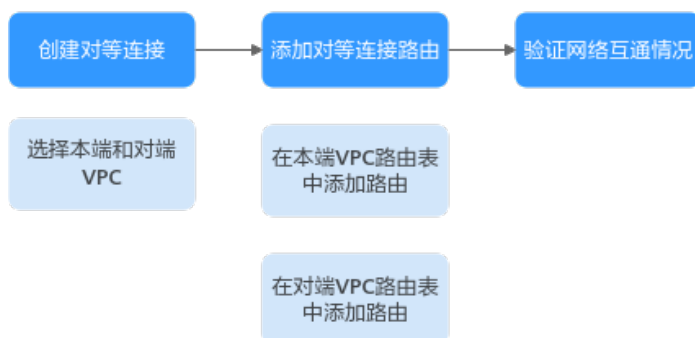 创建对等连接
添加对等连接路由
验证网络互通情况
选择本端和对端
VPC
在本端VPC路由表
中添加路由
在对端VPC路由表
中添加路由